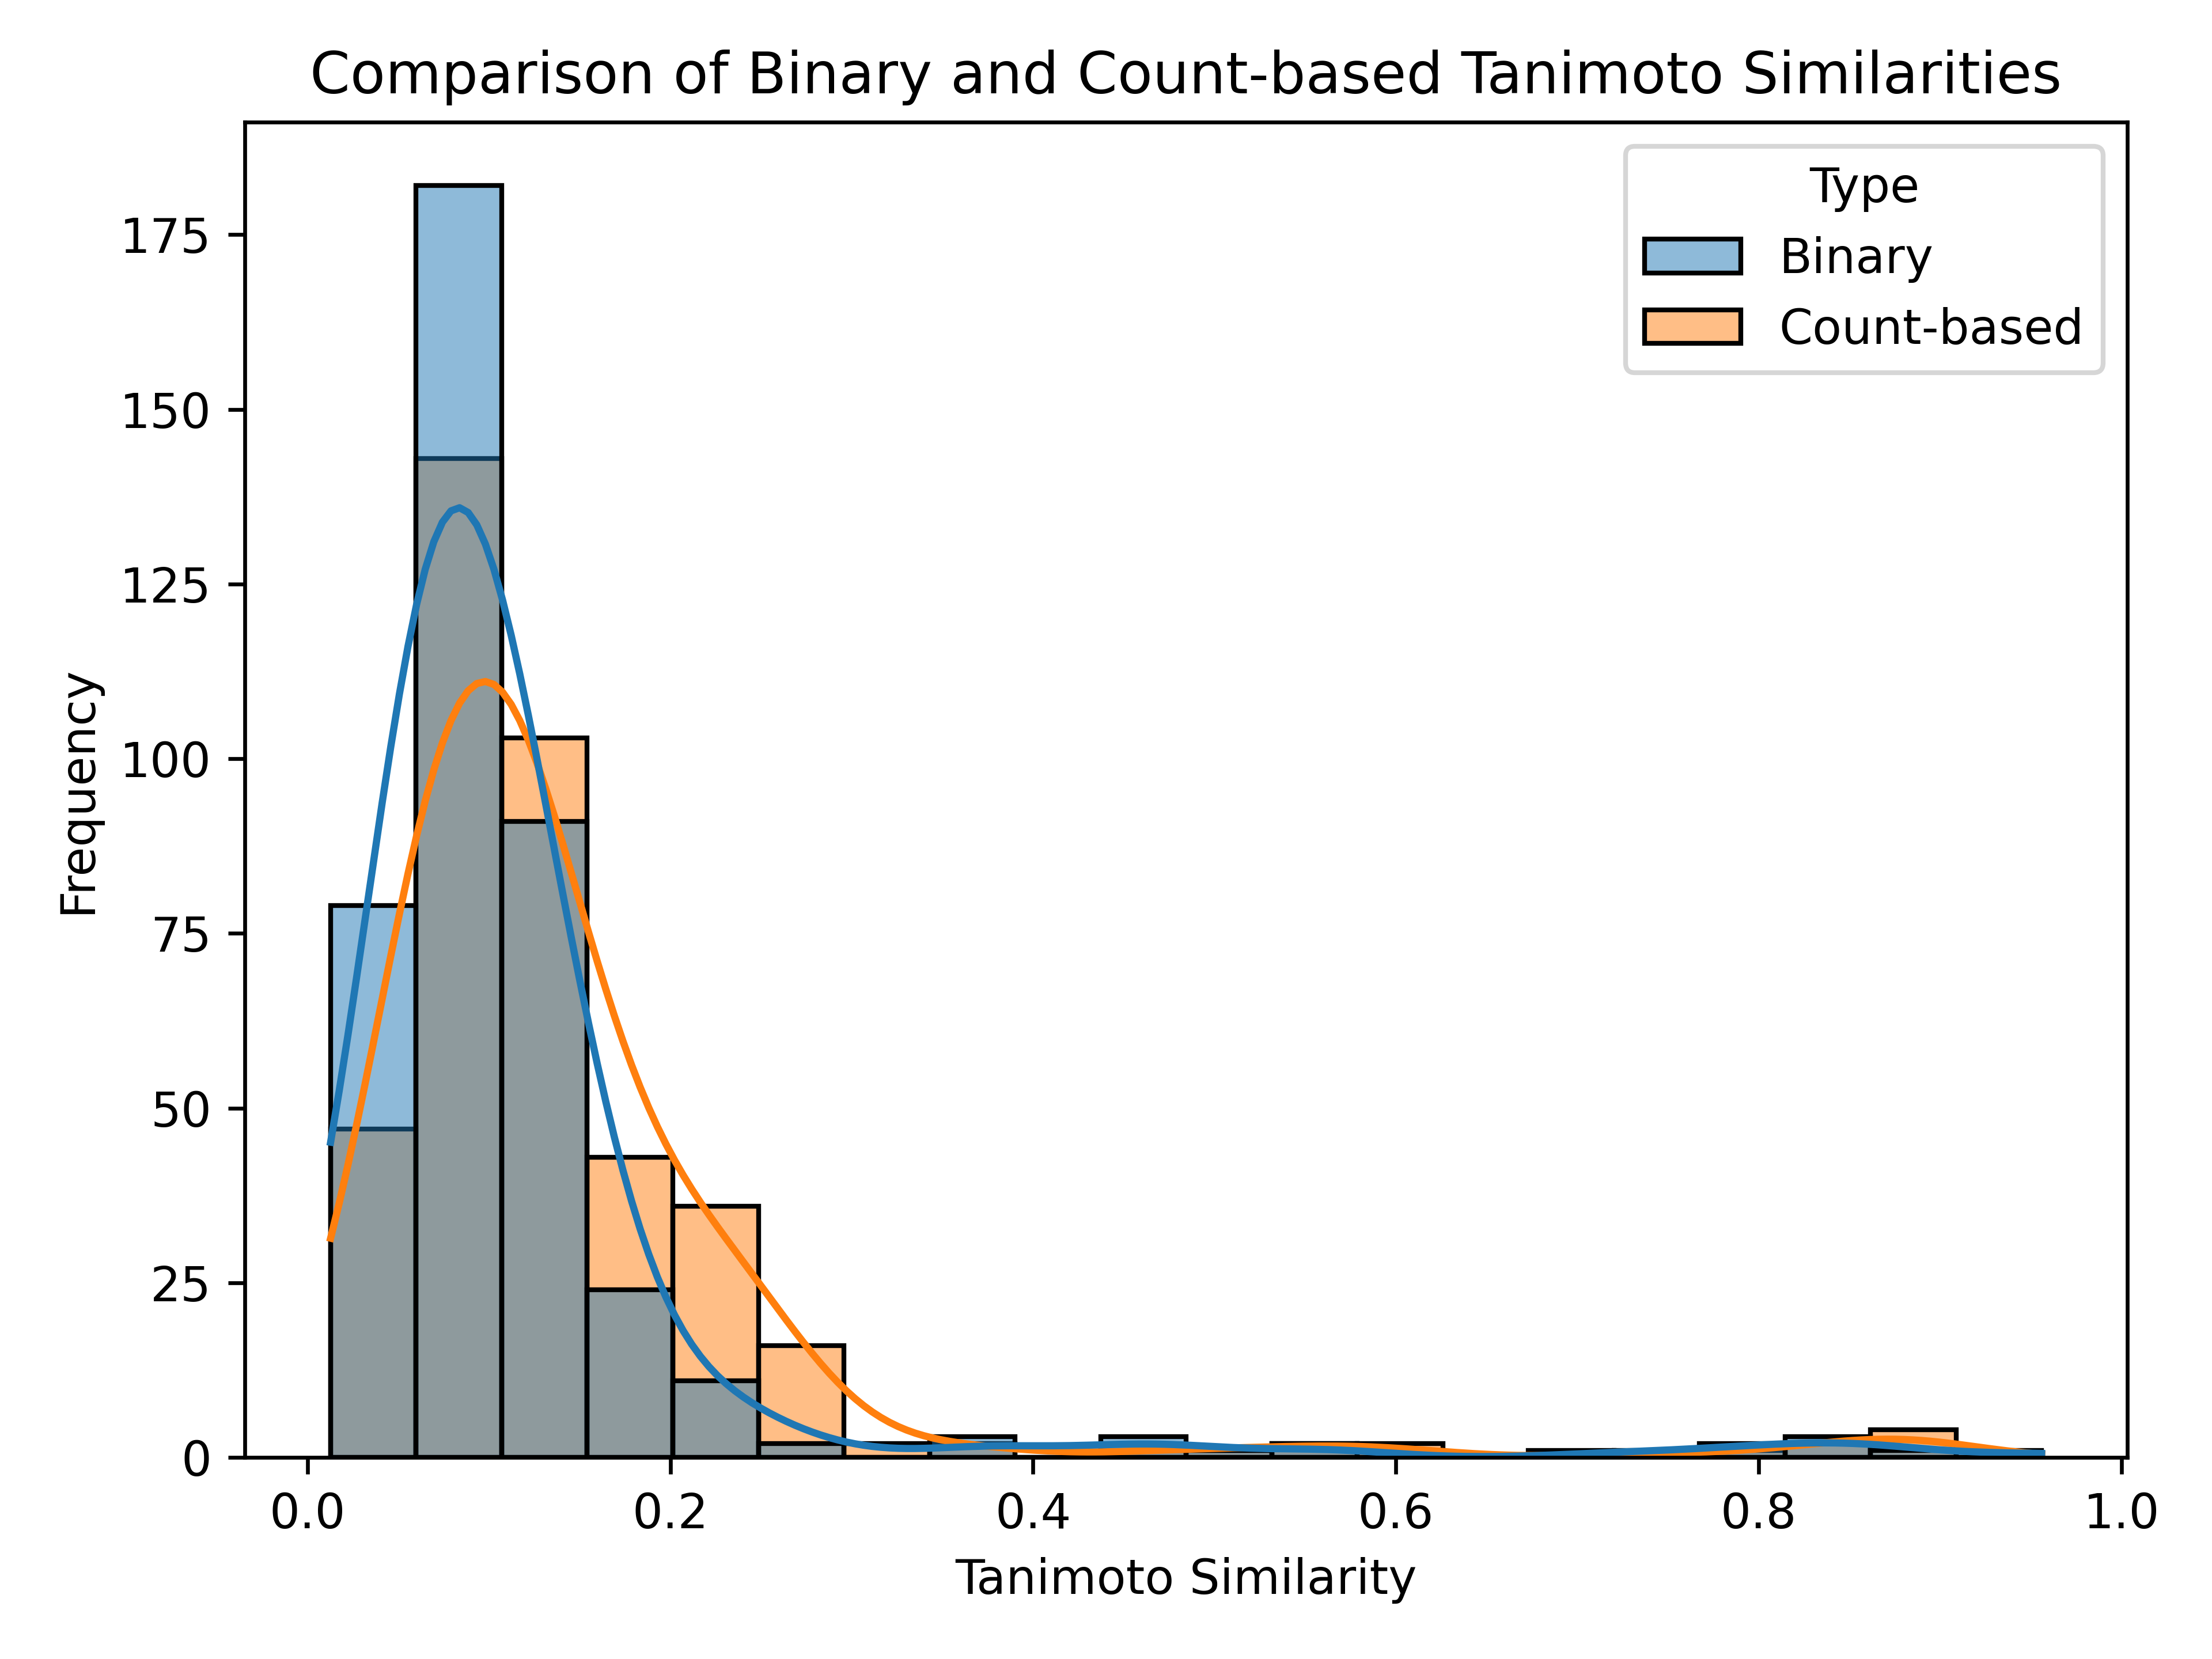 Comparison of Binary and Count-based Tanimoto Similarities
Type
Binary
Count-based
175
150
125
100
75
50
25
0
Frequency
0.0 0.2 0.4 0.6 0.8 1.0
Tanimoto Similarity